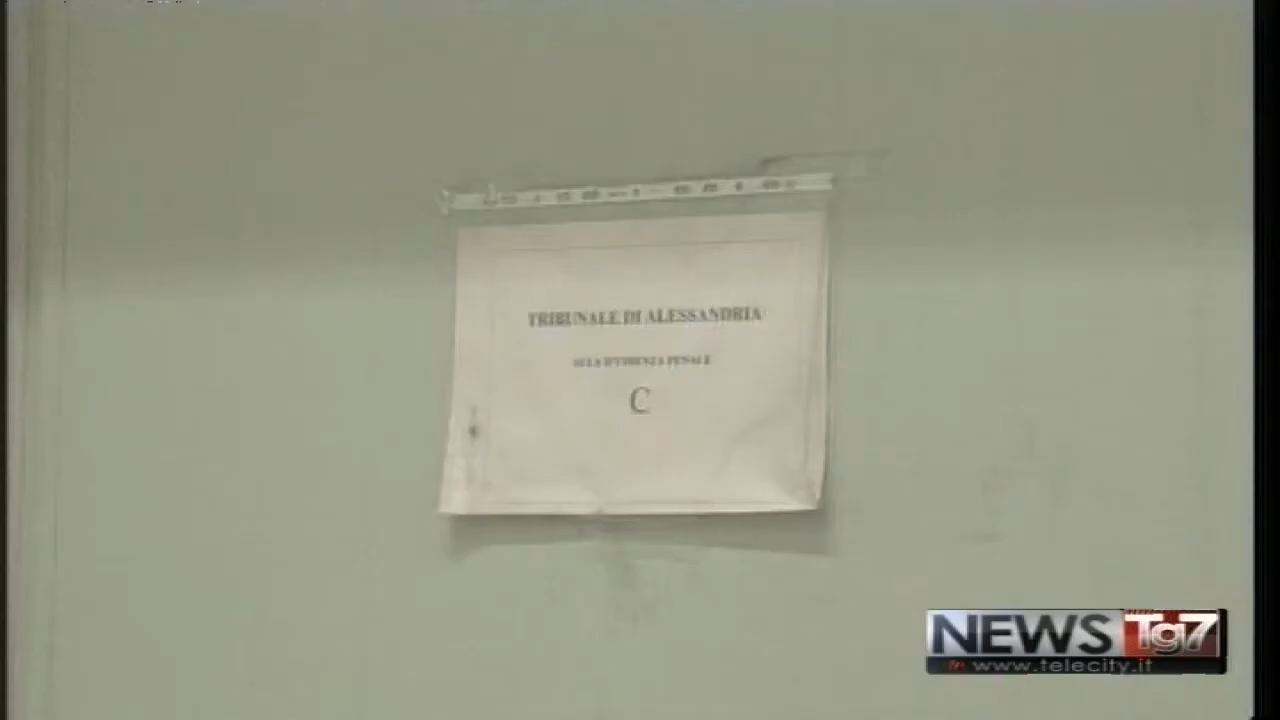 TRIBUNALE DI ALESSANDRIA
AULA UDIENZA PENALE
C
NEWS Tg7
www.telecity.it